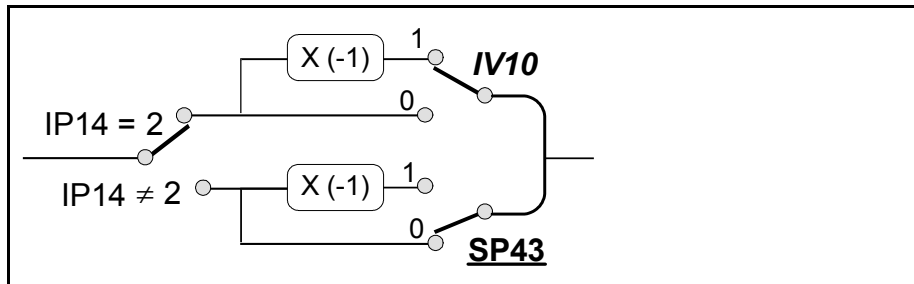 X (-1)
1
IV10
0
IP14 = 2
IP14 ≠ 2
X (-1)
1
0
SP43